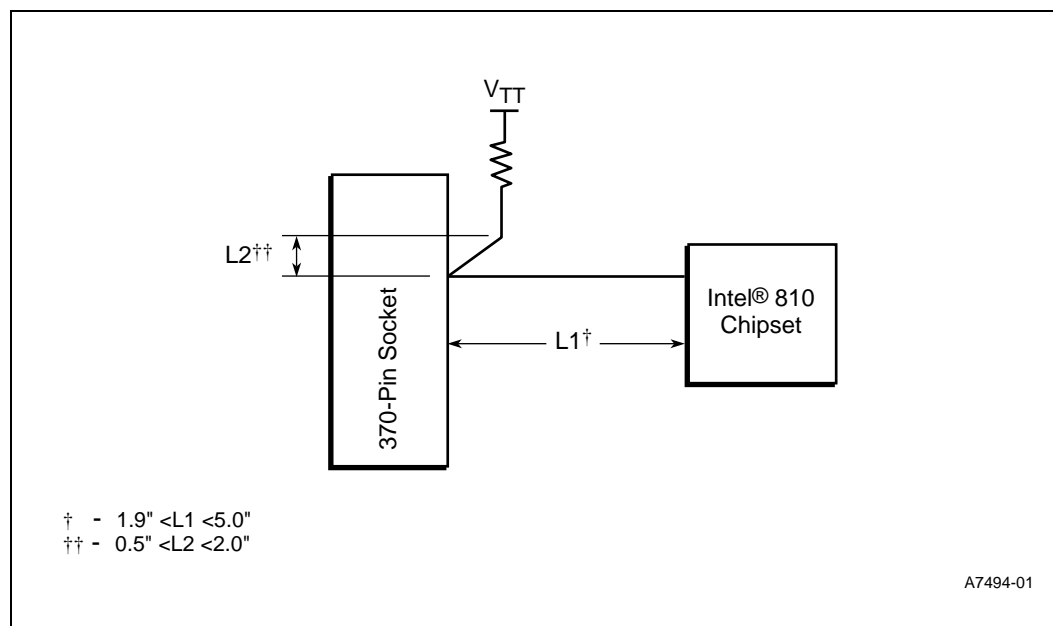 VTT
L2††
370-Pin Socket
L1†
Intel® 810
Chipset
† - 1.9" <L1 <5.0"
†† - 0.5" <L2 <2.0"
A7494-01